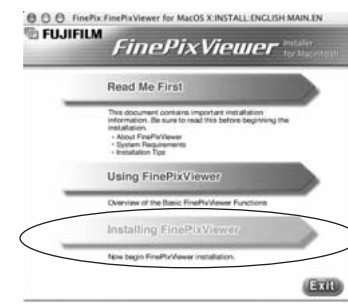 FinePix:FinePixViewer for MacOS X:INSTALL:ENGLISH:MAIN.EN
FUJIFILM
FinePixViewer Installer
for Macintosh
Read Me First
This document contains important installation
information. Be sure to read this before beginning the
installation.
- About FinePixViewer
- System Requirements
- Installation Tips
Using FinePixViewer
Overview of the Basic FinePixViewer Functions
Installing FinePixViewer
Now begin FinePixViewer installation.
Exit